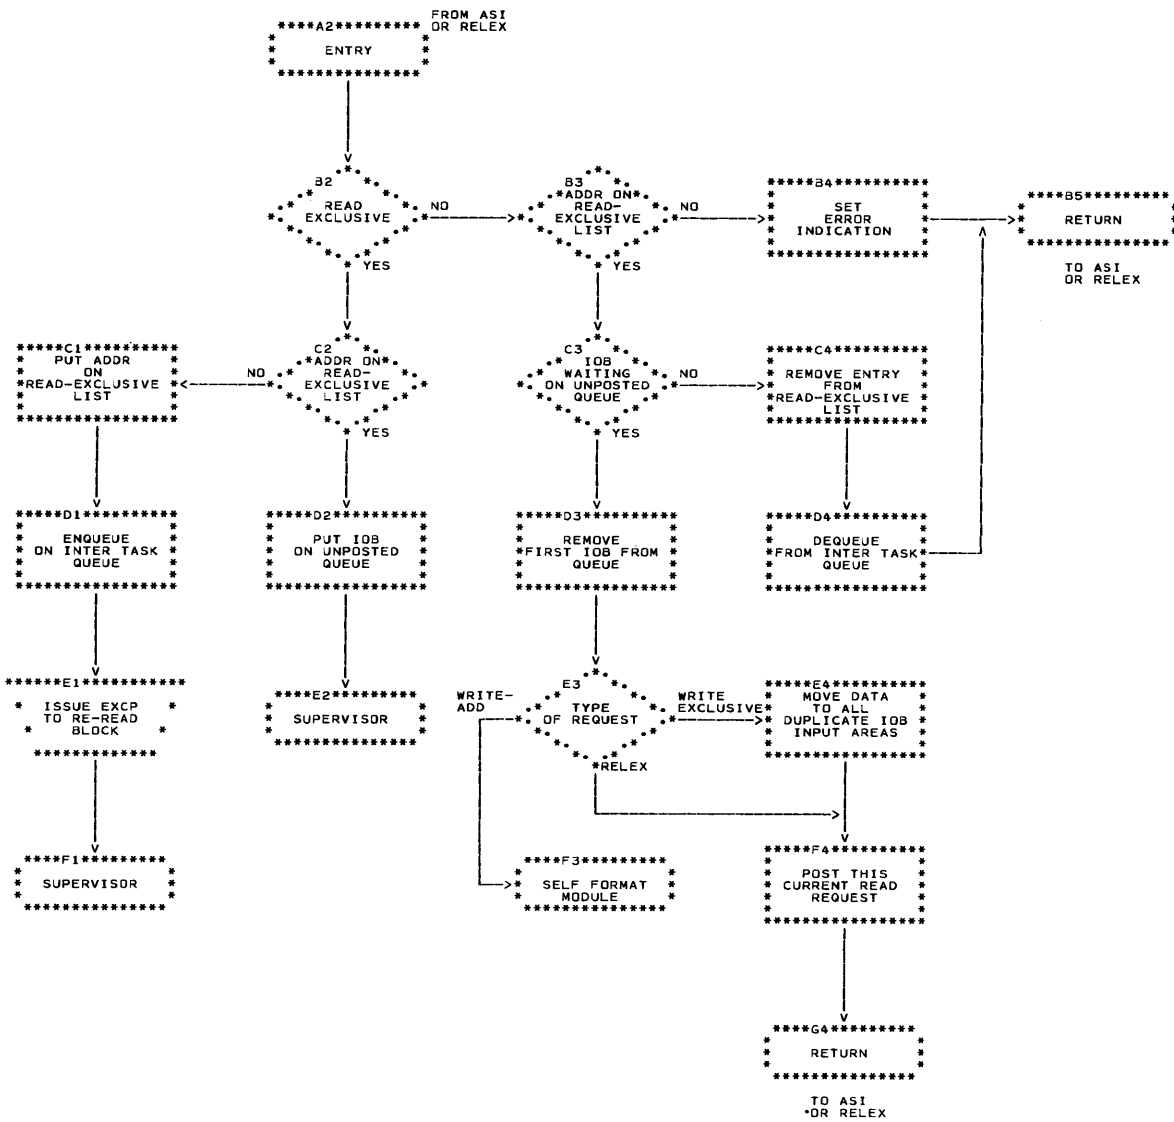 FROM ASI
OR RELEX
A2
ENTRY
B2
READ
EXCLUSIVE
NO
YES
B3
ADDR ON
READ-
EXCLUSIVE
LIST
NO
YES
B4
SET
ERROR
INDICATION
B5
RETURN
TO ASI
OR RELEX
C1
PUT ADDR
ON
READ-EXCLUSIVE
LIST
NO
C2
ADDR ON
READ-
EXCLUSIVE
LIST
YES
C3
IOB
WAITING
ON UNPOSTED
QUEUE
NO
YES
C4
REMOVE ENTRY
FROM
READ-EXCLUSIVE
LIST
D1
ENQUEUE
ON INTER TASK
QUEUE
D2
PUT IOB
ON UNPOSTED
QUEUE
D3
REMOVE
FIRST IOB FROM
QUEUE
D4
DEQUEUE
FROM INTER TASK
QUEUE
E1
ISSUE EXCP
TO RE-READ
BLOCK
E2
SUPERVISOR
WRITE-
ADD
E3
TYPE
OF REQUEST
WRITE
EXCLUSIVE
RELEX
E4
MOVE DATA
TO ALL
DUPLICATE IOB
INPUT AREAS
F1
SUPERVISOR
F3
SELF FORMAT
MODULE
F4
POST THIS
CURRENT READ
REQUEST
G4
RETURN
TO ASI
OR RELEX